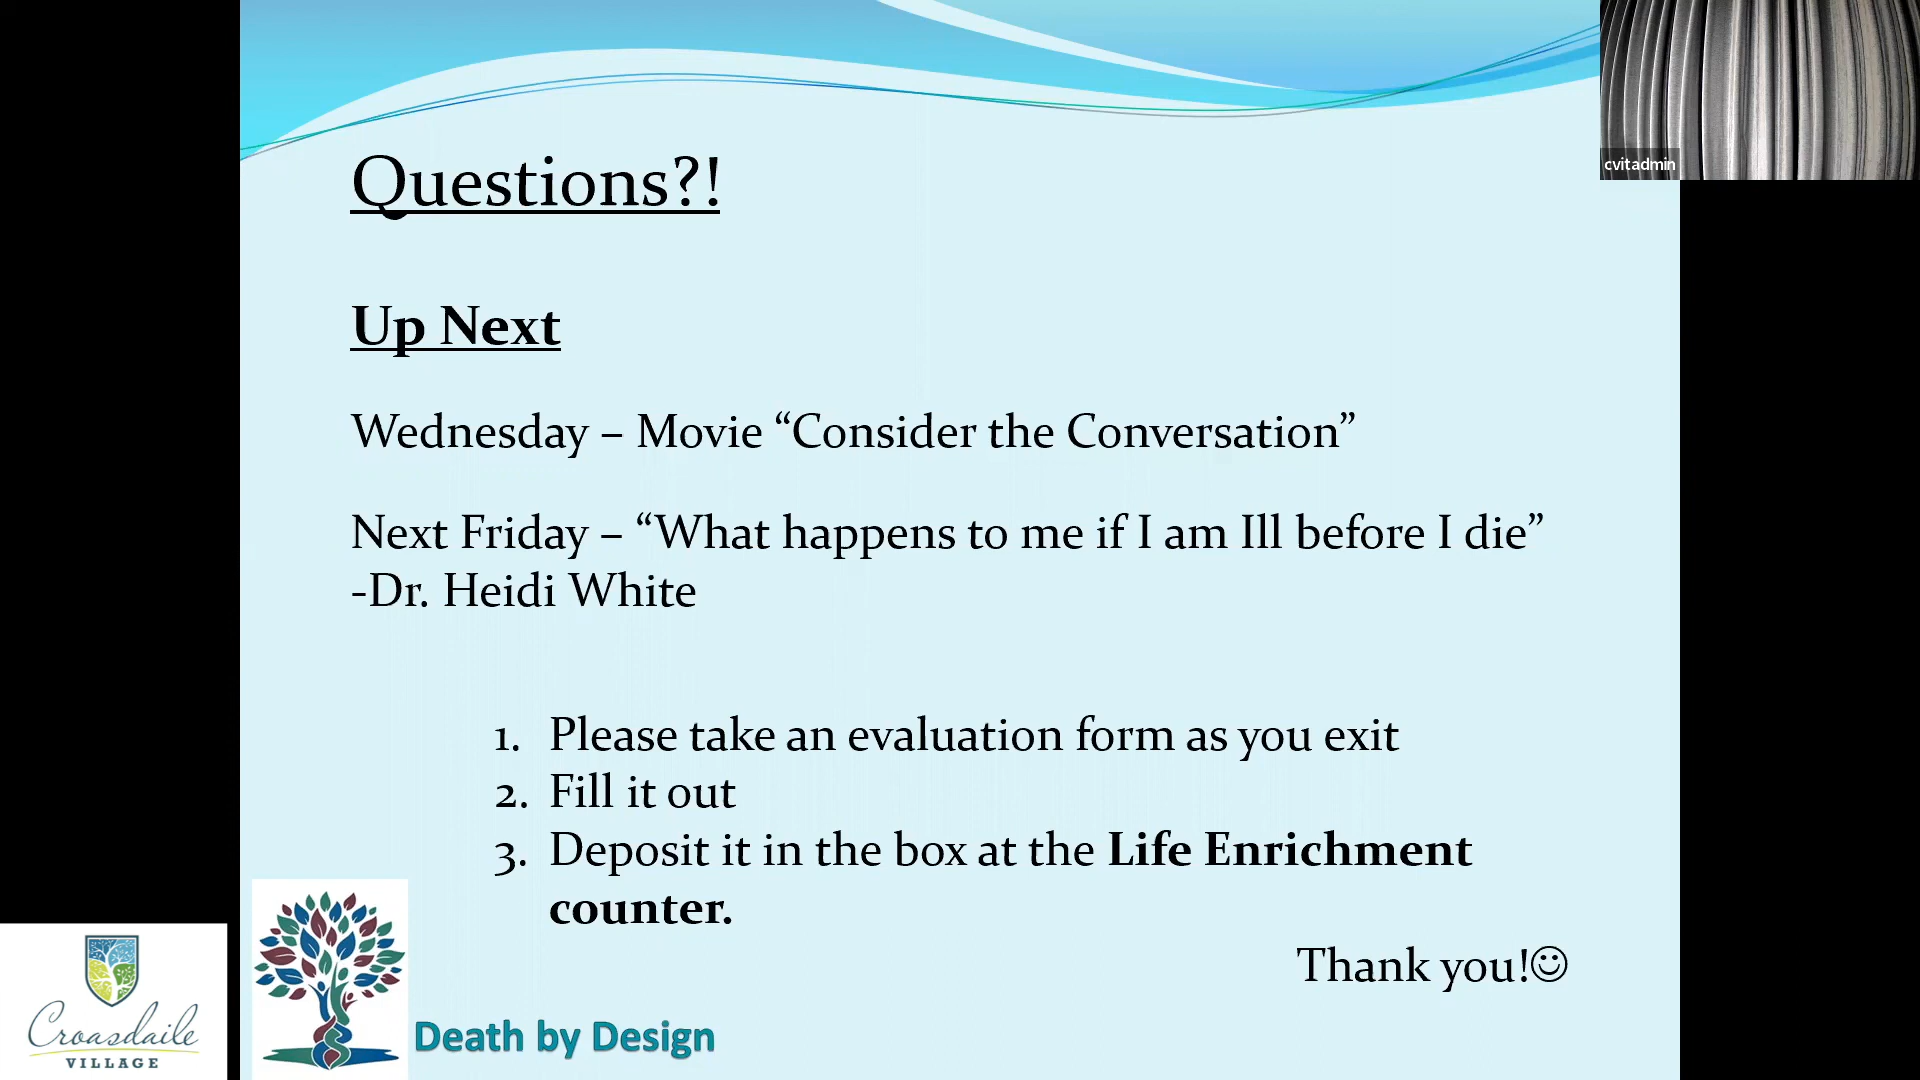 cvitadmin
Questions?!
Up Next
Wednesday – Movie “Consider the Conversation”
Next Friday – “What happens to me if I am Ill before I die”
-Dr. Heidi White
1. Please take an evaluation form as you exit
2. Fill it out
3. Deposit it in the box at the Life Enrichment
counter.
Thank you!☺
Croasdaile
VILLAGE
Death by Design